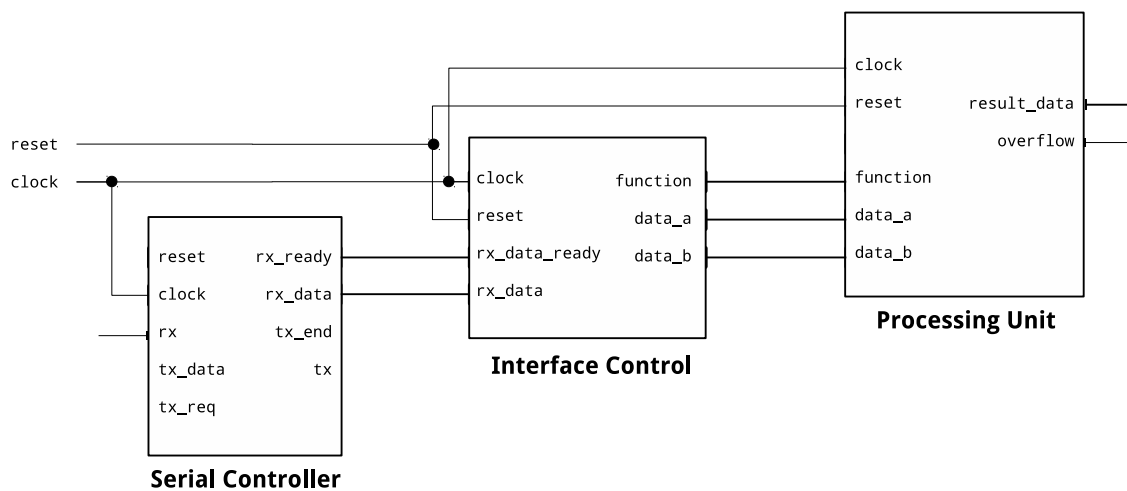 reset
clock
reset
clock
rx
tx_data
tx_req
rx_ready
rx_data
tx_end
tx
Serial Controller
clock
reset
rx_data_ready
rx_data
function
data_a
data_b
Interface Control
clock
reset
function
data_a
data_b
result_data
overflow
Processing Unit